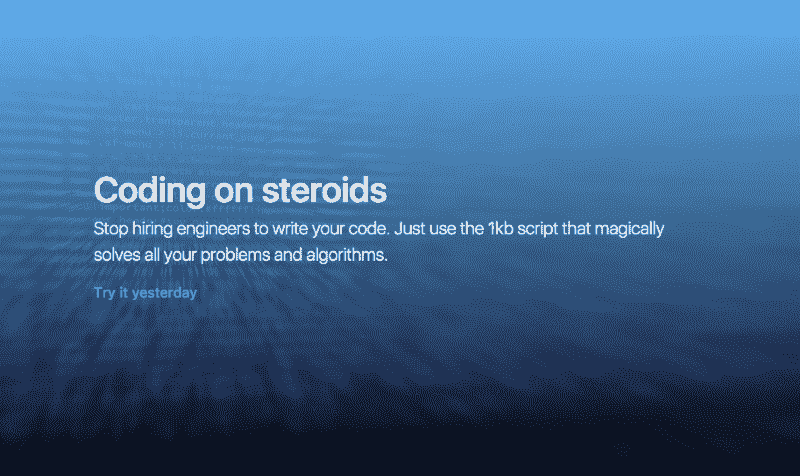 Coding on steroids
Stop hiring engineers to write your code. Just use the 1kb script that magically
solves all your problems and algorithms.
Try it yesterday